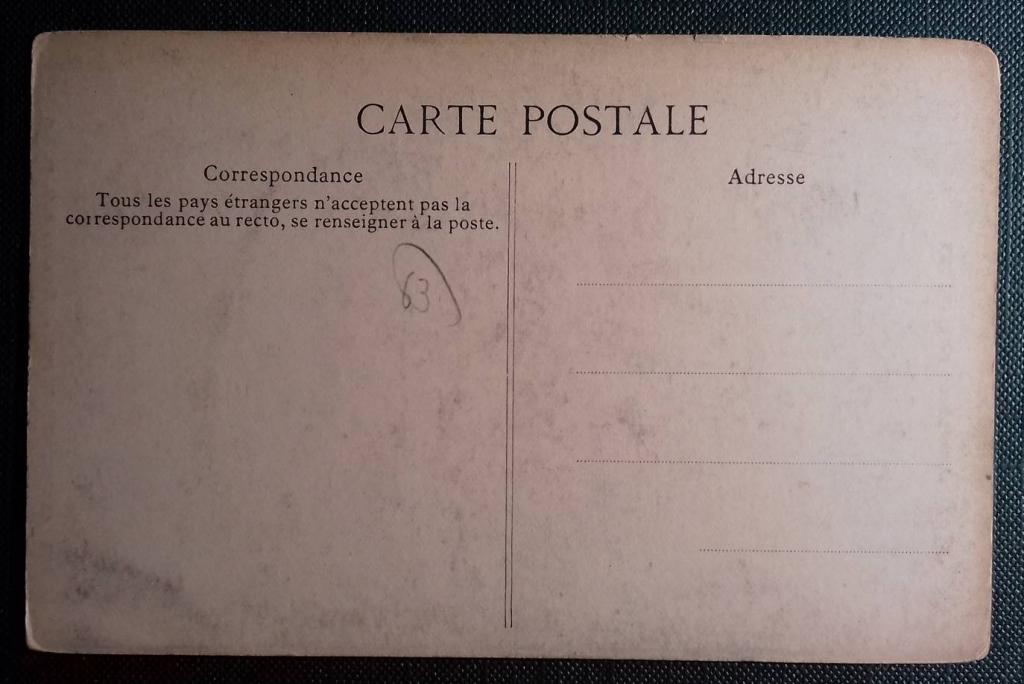 CARTE POSTALE
Correspondance
Tous les pays étrangers n'acceptent pas la
correspondance au recto, se renseigner à la poste.
63
Adresse